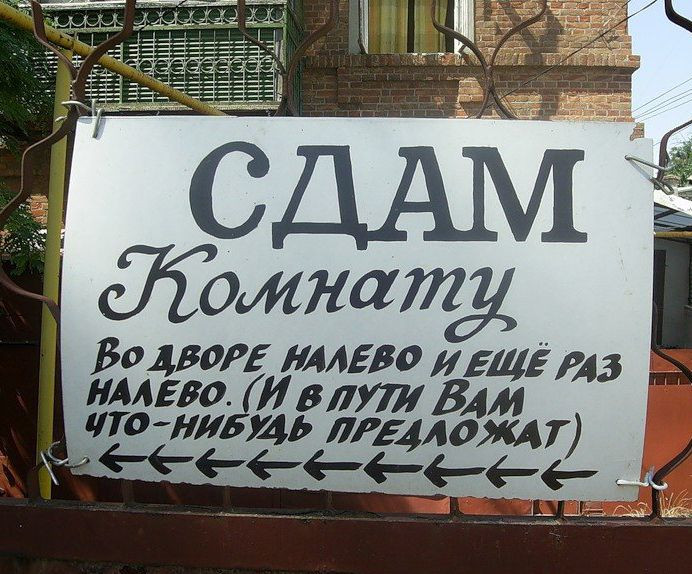 СДАМ
Комнату
Во дворе налево и ещё раз
налево. (И в пути Вам
что-нибудь предложат)
←←←←←←←←←